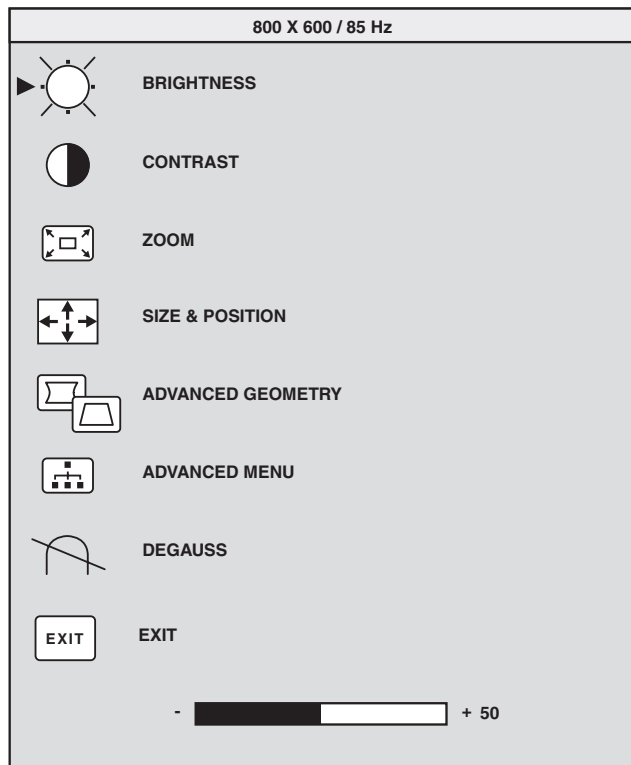 800 X 600 / 85 Hz
BRIGHTNESS
CONTRAST
ZOOM
SIZE & POSITION
ADVANCED GEOMETRY
ADVANCED MENU
DEGAUSS
EXIT EXIT
- + 50